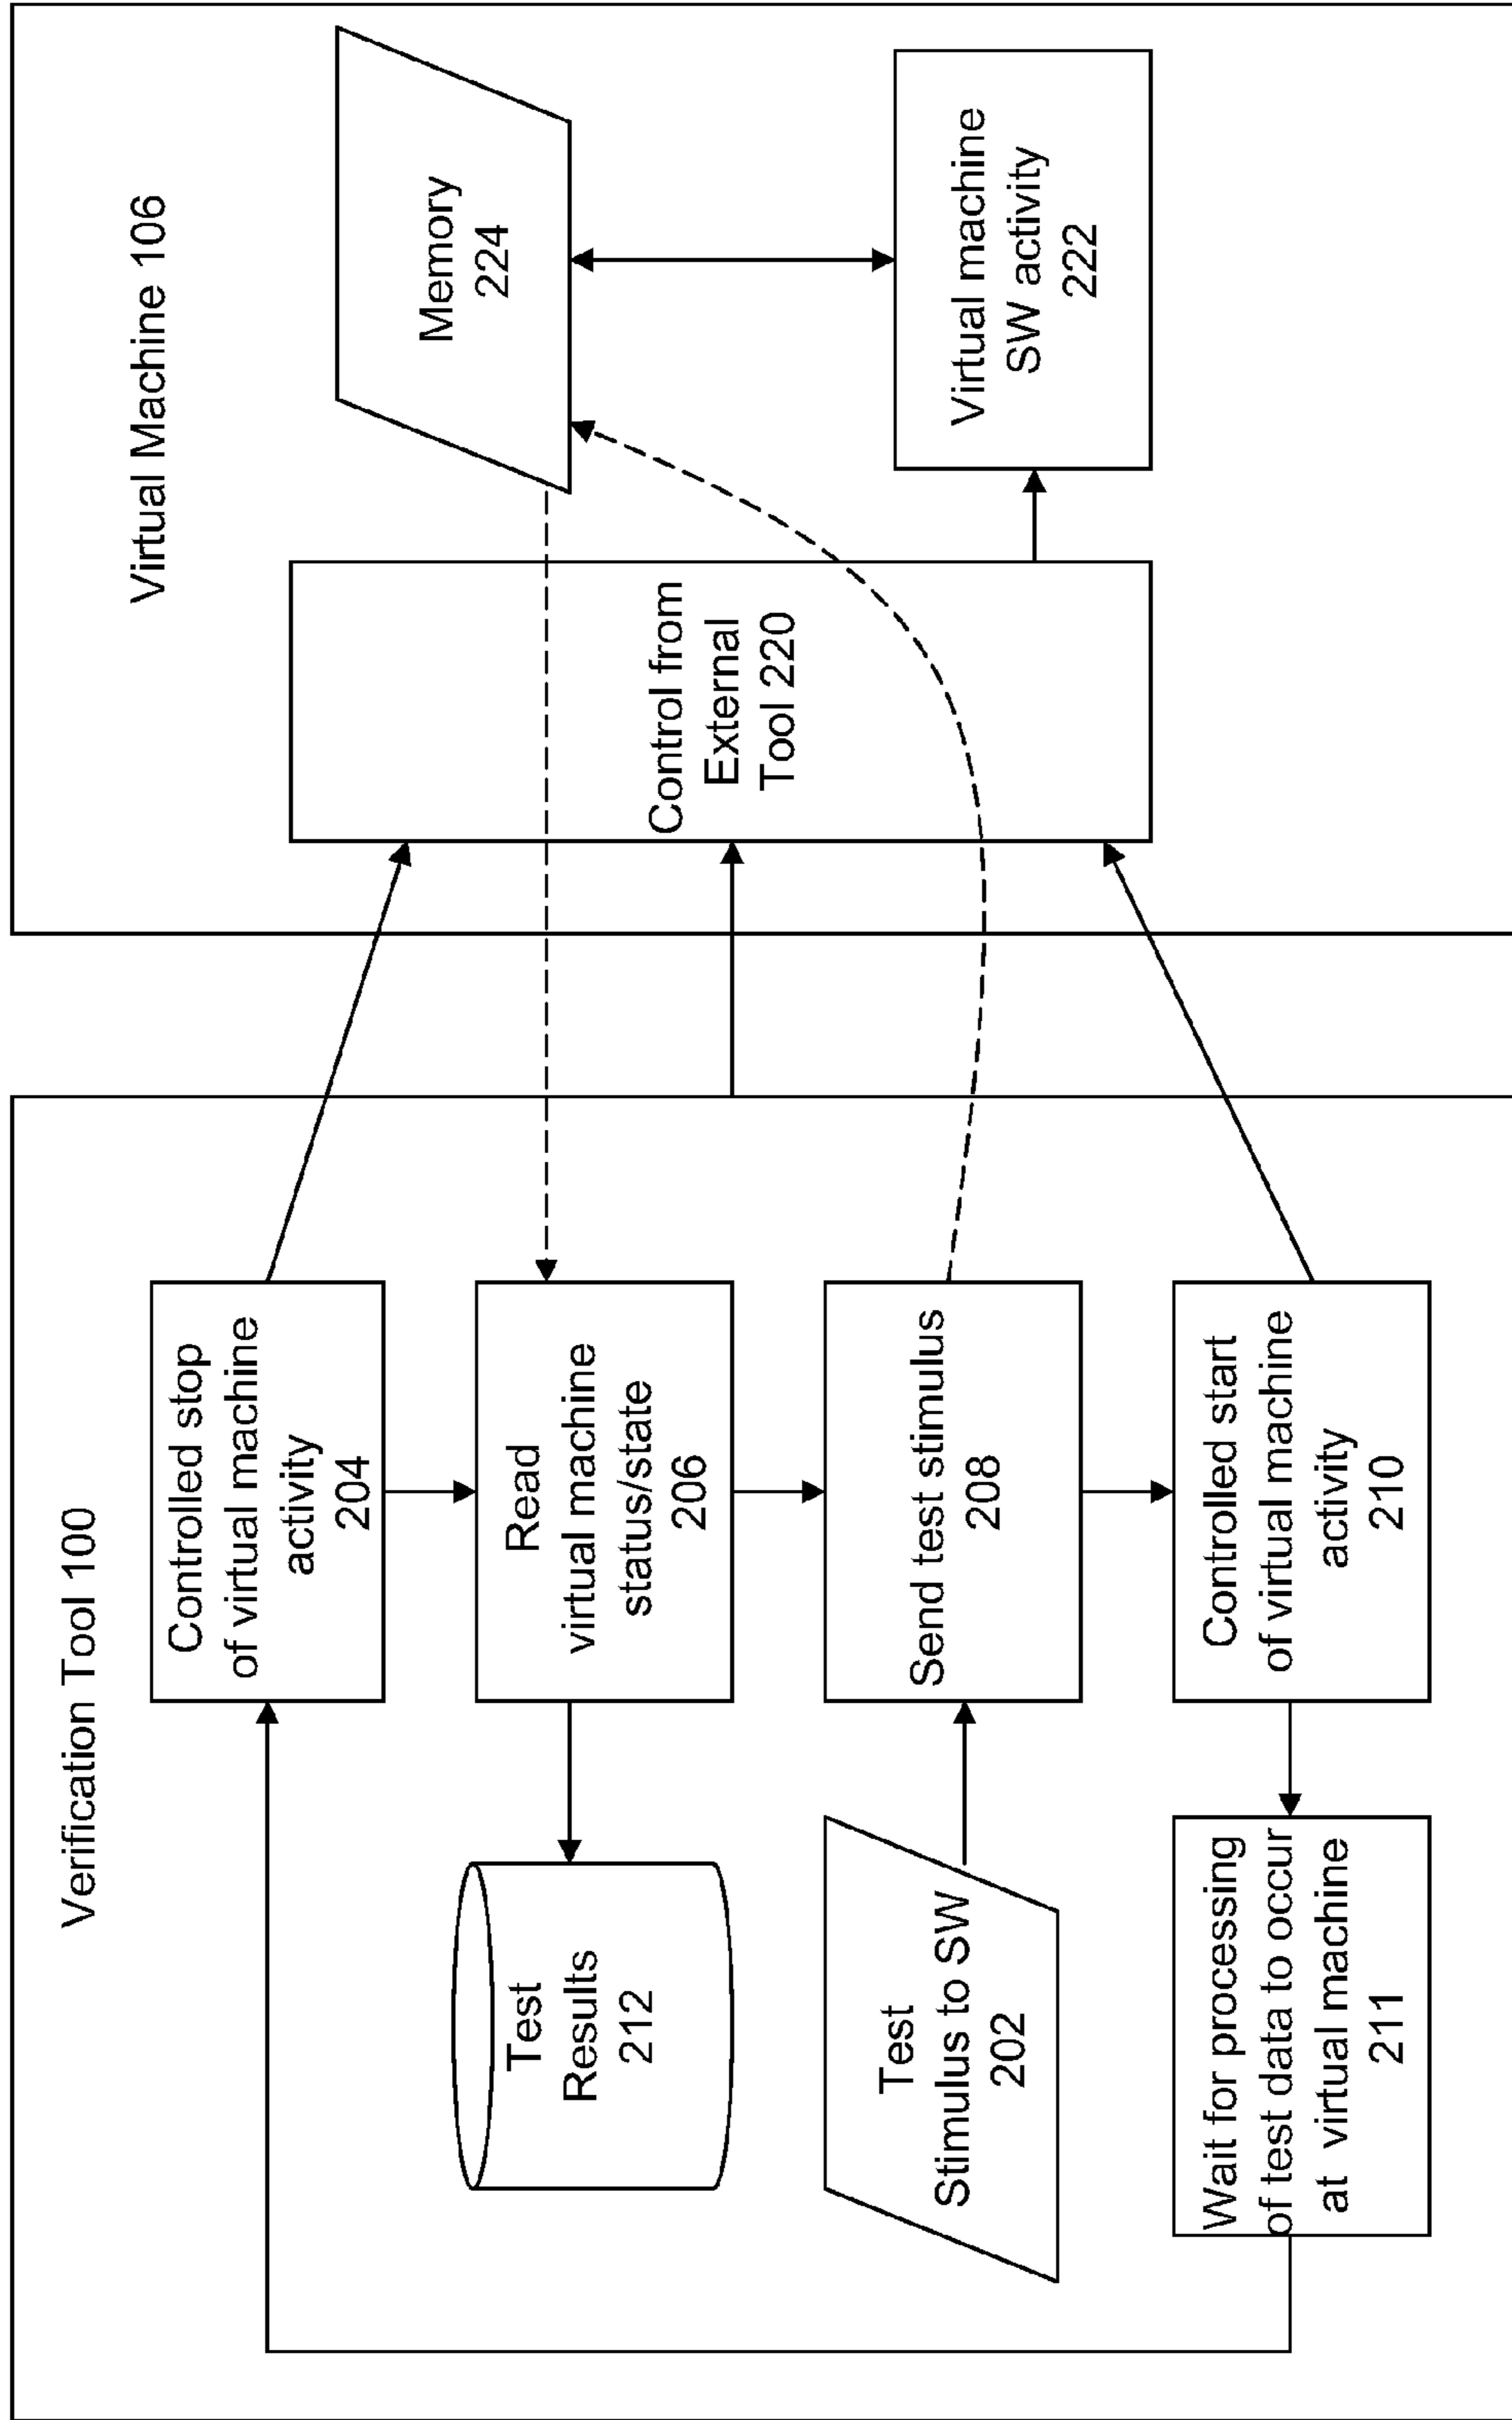 Verification Tool 100
Controlled stop
of virtual machine
activity
204
Read
virtual machine
status/state
206
Test
Results
212
Send test stimulus
208
Test
Stimulus to SW
202
Controlled start
of virtual machine
activity
210
Wait for processing
of test data to occur
at virtual machine
211
Virtual Machine 106
Control from
External
Tool 220
Memory
224
Virtual machine
SW activity
222